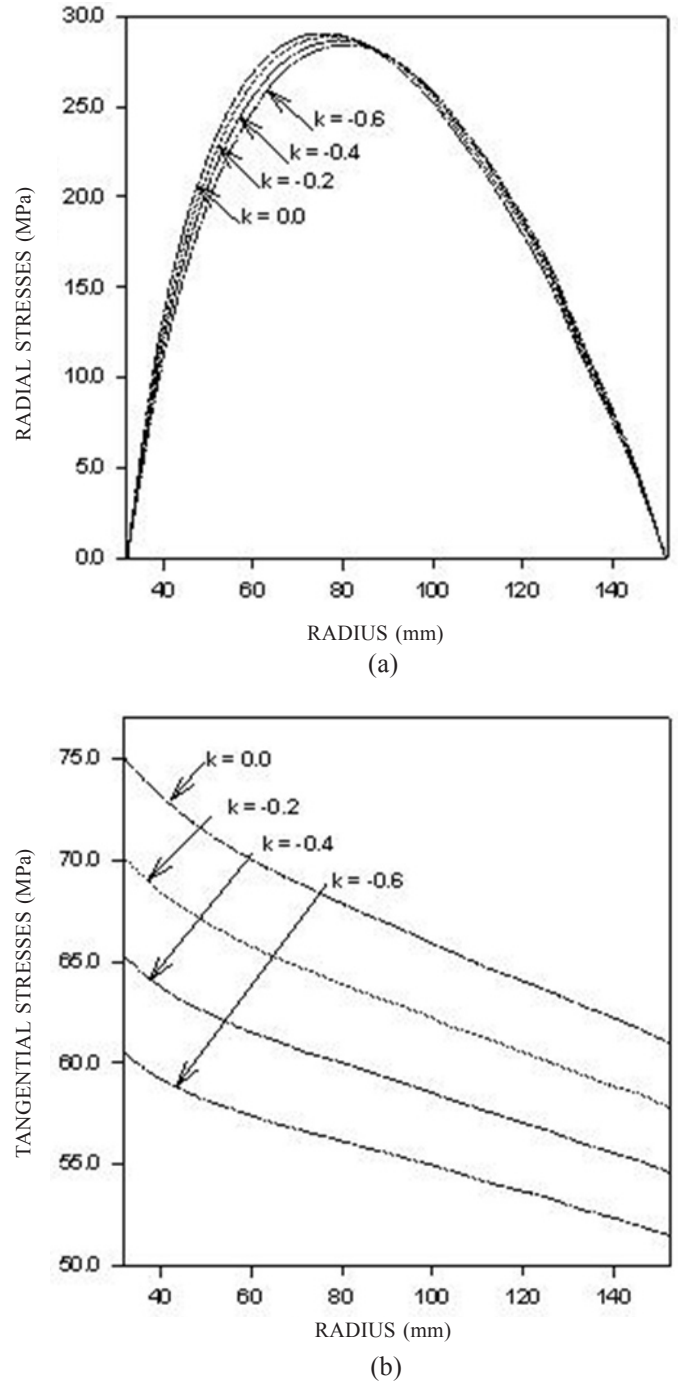 30.0
25.0
20.0
15.0
10.0
5.0
0.0
RADIAL STRESSES (MPa)
k = -0.6
k = -0.4
k = -0.2
k = 0.0
40 60 80 100 120 140
RADIUS (mm)
(a)
75.0
70.0
65.0
60.0
55.0
50.0
TANGENTIAL STRESSES (MPa)
k = 0.0
k = -0.2
k = -0.4
k = -0.6
40 60 80 100 120 140
RADIUS (mm)
(b)